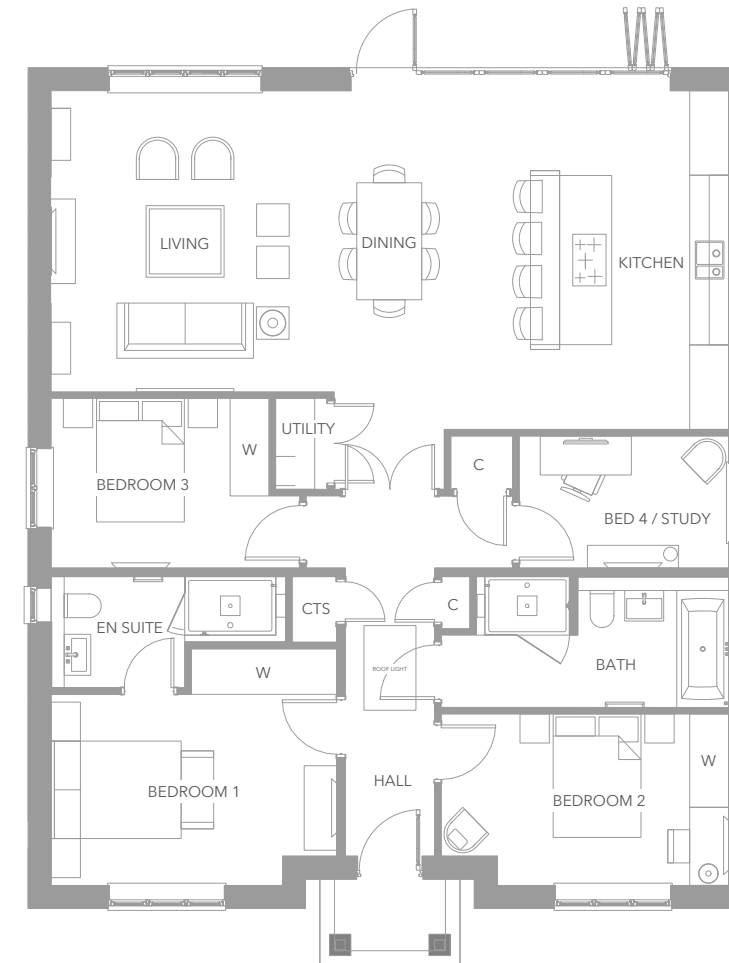 LIVING
DINING
KITCHEN
UTILITY
W
BEDROOM 3
C
BED 4 / STUDY
CTS
C
EN SUITE
ROOF LIGHT
BATH
W
HALL
W
BEDROOM 1
BEDROOM 2